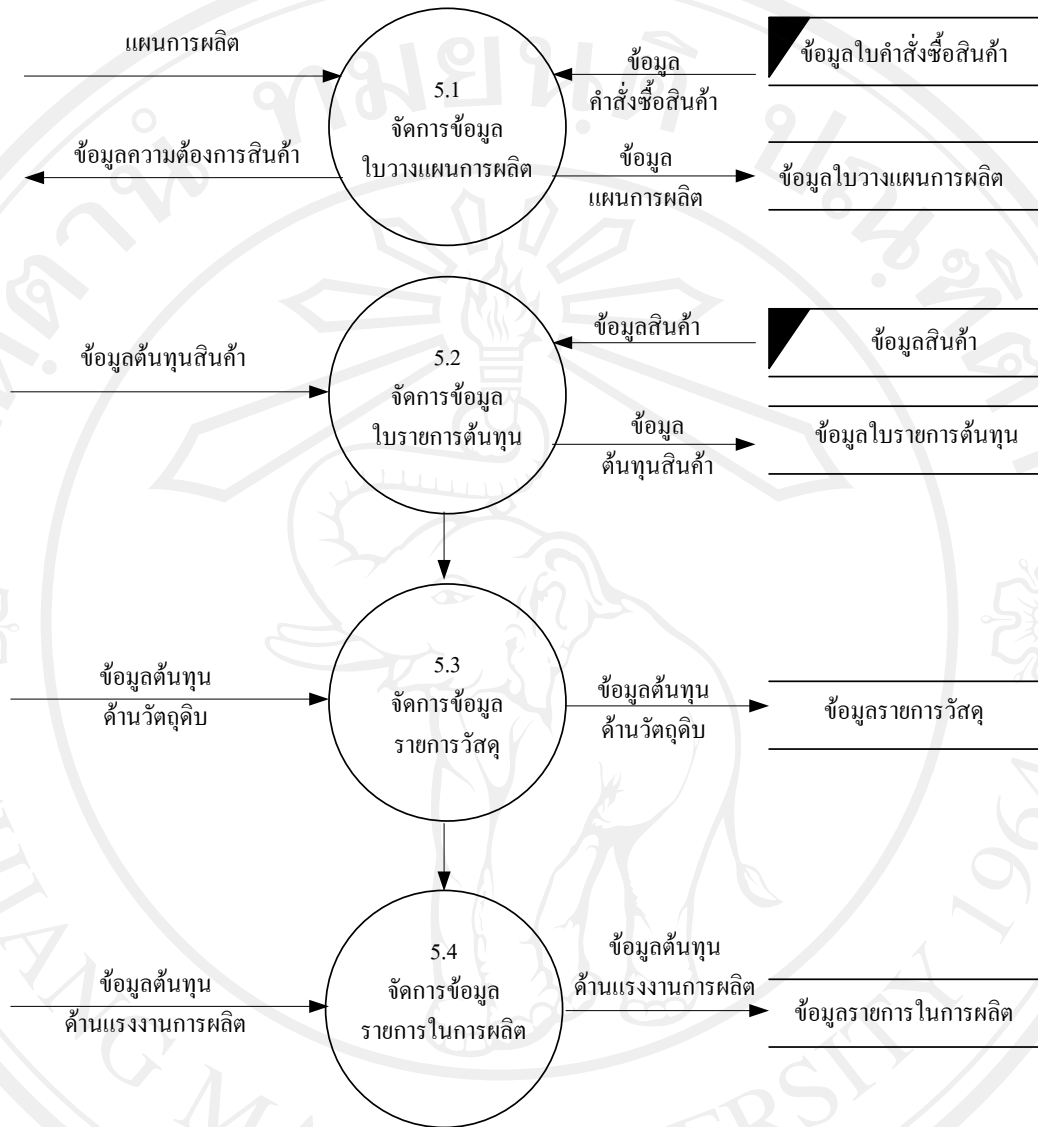 แผนการผลิต
ข้อมูลความต้องการสินค้า
5.1
จัดการข้อมูล
ใบวางแผนการผลิต
ข้อมูล
คำสั่งซื้อสินค้า
ข้อมูล
แผนการผลิต
ข้อมูลใบคำสั่งซื้อสินค้า
ข้อมูลใบวางแผนการผลิต
ข้อมูลต้นทุนสินค้า
5.2
จัดการข้อมูล
ใบรายการต้นทุน
ข้อมูลสินค้า
ข้อมูล
ต้นทุนสินค้า
ข้อมูลสินค้า
ข้อมูลใบรายการต้นทุน
ข้อมูลต้นทุน
ด้านวัตถุดิบ
5.3
จัดการข้อมูล
รายการวัสดุ
ข้อมูลต้นทุน
ด้านวัตถุดิบ
ข้อมูลรายการวัสดุ
ข้อมูลต้นทุน
ด้านแรงงานการผลิต
5.4
จัดการข้อมูล
รายการในการผลิต
ข้อมูลต้นทุน
ด้านแรงงานการผลิต
ข้อมูลรายการในการผลิต